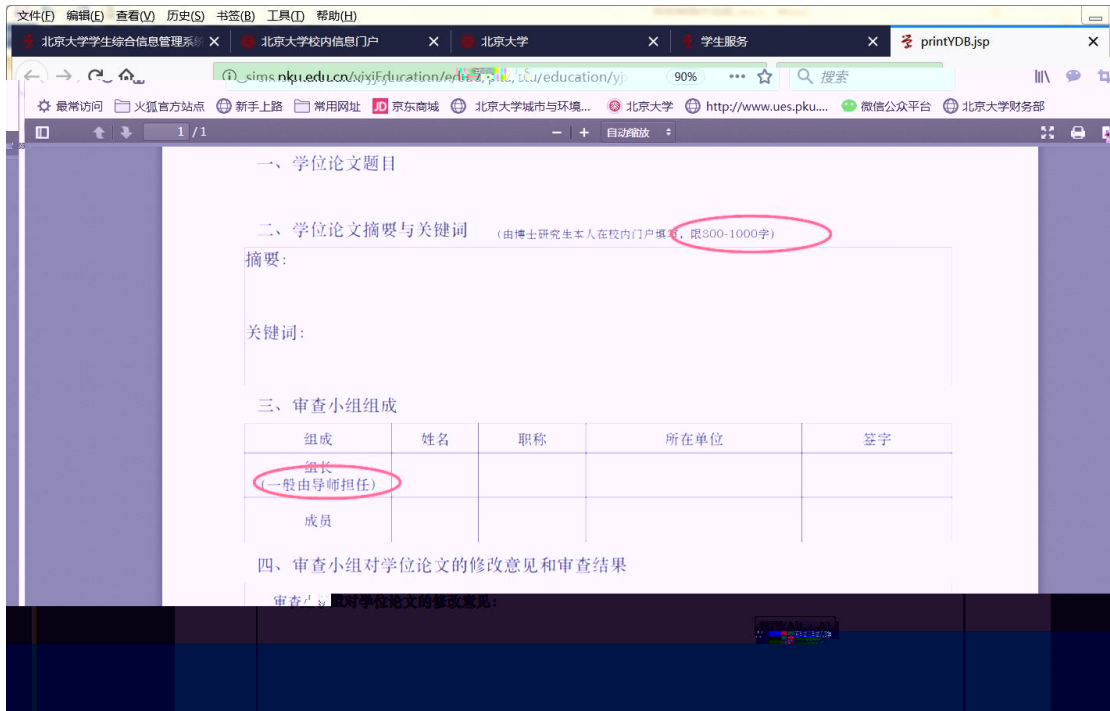 文件(F) 编辑(E) 查看(V) 历史(S) 书签(B) 工具(T) 帮助(H)
北京大学学生综合信息管理系统 北京大学校内信息门户 北京大学 学生服务 printYDB.jsp
sims.pku.edu.cn 90% 搜索
最常访问 火狐官方站点 新手上路 常用网址 JD 京东商城 北京大学城市与环境... 北京大学 http://www.ues.pku.... 微信公众平台 北京大学财务部
1 / 1 — + 自动缩放
一、学位论文题目
二、学位论文摘要与关键词 (由博士研究生本人在校内门户填写，限800-1000字)
摘要:
关键词:
三、审查小组组成
组成 姓名 职称 所在单位 签字
组长
(一般由导师担任)
成员
四、审查小组对学位论文的修改意见和审查结果
审查小组对学位论文的修改意见: